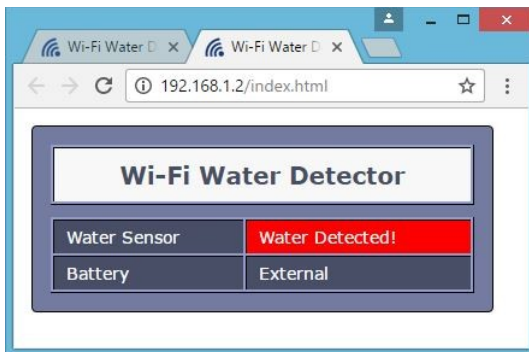 Wi-Fi Water D
Wi-Fi Water D
192.168.1.2/index.html
Wi-Fi Water Detector
Water Sensor Water Detected!
Battery External